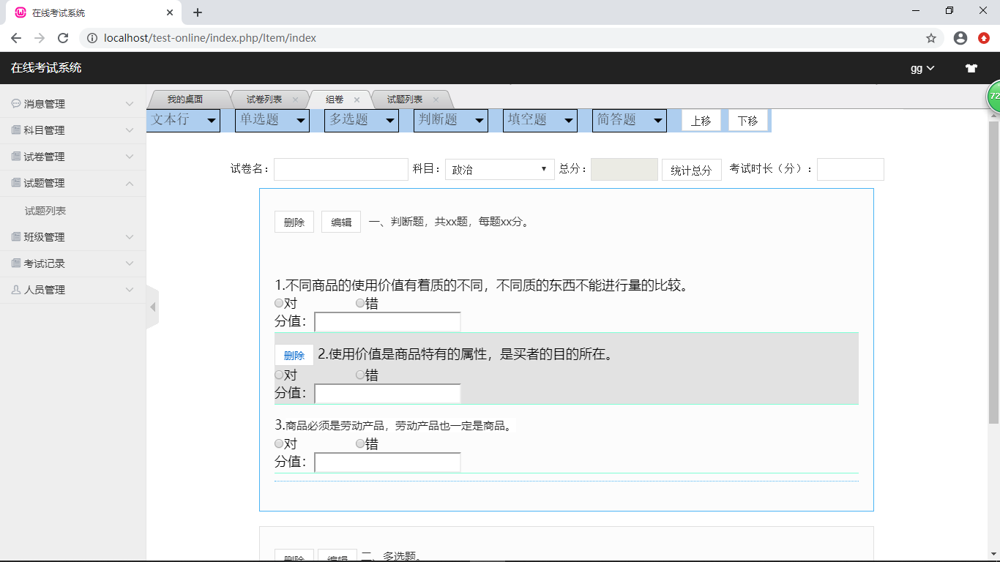 在线考试系统
localhost/test-online/index.php/Item/index
在线考试系统 gg
72
消息管理
科目管理
试卷管理
试题管理
试题列表
班级管理
考试记录
人员管理
我的桌面 试卷列表 组卷 试题列表
文本行 单选题 多选题 判断题 填空题 简答题 上移 下移
试卷名： 科目： 政治 总分： 统计总分 考试时长（分）：
删除 编辑 一、判断题，共xx题，每题xx分。
1.不同商品的使用价值有着质的不同，不同质的东西不能进行量的比较。
对 错
分值：
删除 2.使用价值是商品特有的属性，是买者的目的所在。
对 错
分值：
3.商品必须是劳动产品，劳动产品也一定是商品。
对 错
分值：
删除 编辑 二、多选题。